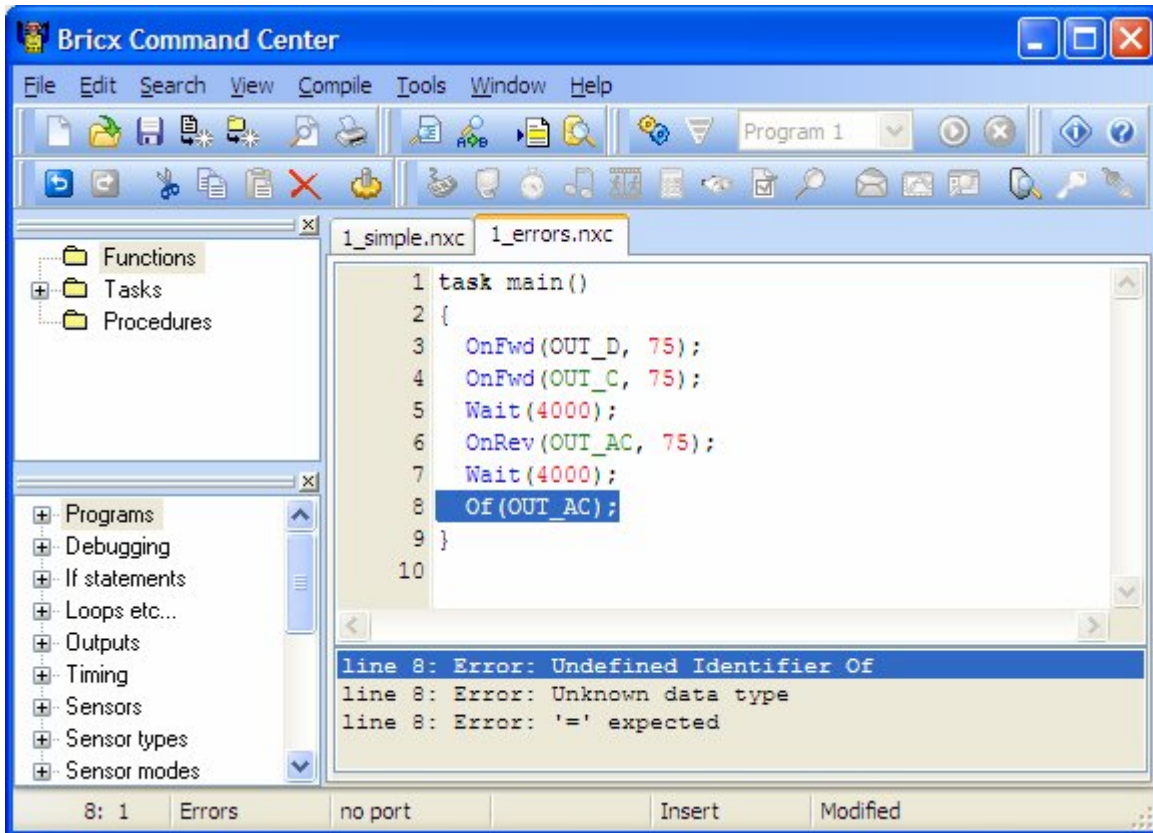 Bricx Command Center
File Edit Search View Compile Tools Window Help
Program 1
Functions
Tasks
Procedures
Programs
Debugging
If statements
Loops etc...
Outputs
Timing
Sensors
Sensor types
Sensor modes
1_simple.nxc 1_errors.nxc
1 task main()
2 {
3 OnFwd(OUT_D, 75);
4 OnFwd(OUT_C, 75);
5 Wait(4000);
6 OnRev(OUT_AC, 75);
7 Wait(4000);
8 Of(OUT_AC);
9 }
10
line 8: Error: Undefined Identifier Of
line 8: Error: Unknown data type
line 8: Error: '=' expected
8: 1 Errors no port Insert Modified